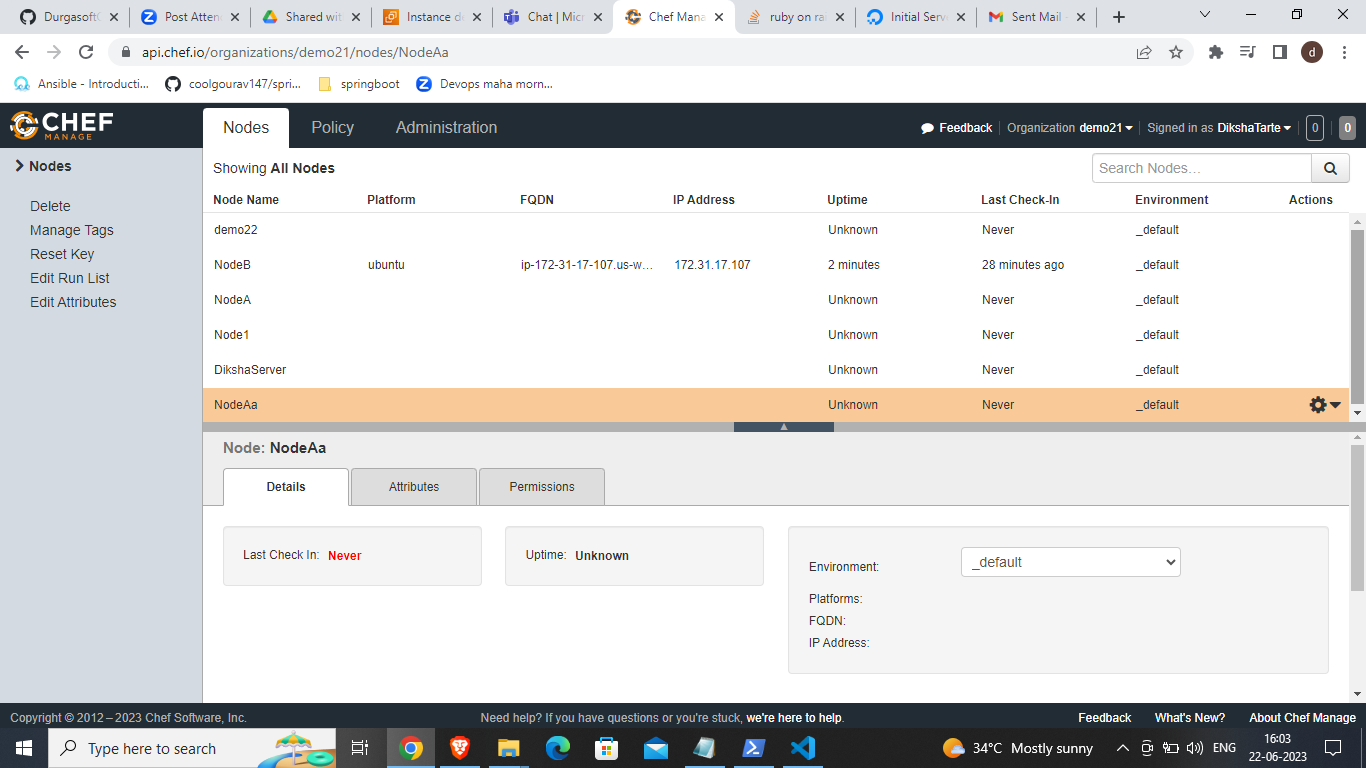 DurgasoftC
Post Atten
Shared wit
Instance de
Chat | Micr
Chef Mana
ruby on rai
Initial Serve
Sent Mail -
api.chef.io/organizations/demo21/nodes/NodeAa
d
Ansible - Introducti...
coolgourav147/spri...
springboot
Devops maha morn...
CHEF
MANAGE
Nodes
Policy
Administration
Feedback
Organization demo21
Signed in as DikshaTarte
0
0
Nodes
Delete
Manage Tags
Reset Key
Edit Run List
Edit Attributes
Showing All Nodes
Search Nodes...
Node Name Platform FQDN IP Address Uptime Last Check-In Environment Actions
demo22 Unknown Never _default
NodeB ubuntu ip-172-31-17-107.us-w... 172.31.17.107 2 minutes 28 minutes ago _default
NodeA Unknown Never _default
Node1 Unknown Never _default
DikshaServer Unknown Never _default
NodeAa Unknown Never _default
Node: NodeAa
Details Attributes Permissions
Last Check In: Never
Uptime: Unknown
Environment: _default
Platforms:
FQDN:
IP Address:
Copyright © 2012 – 2023 Chef Software, Inc.
Need help? If you have questions or you're stuck, we're here to help.
Feedback What's New? About Chef Manage
Type here to search
34°C Mostly sunny
ENG
16:03
22-06-2023